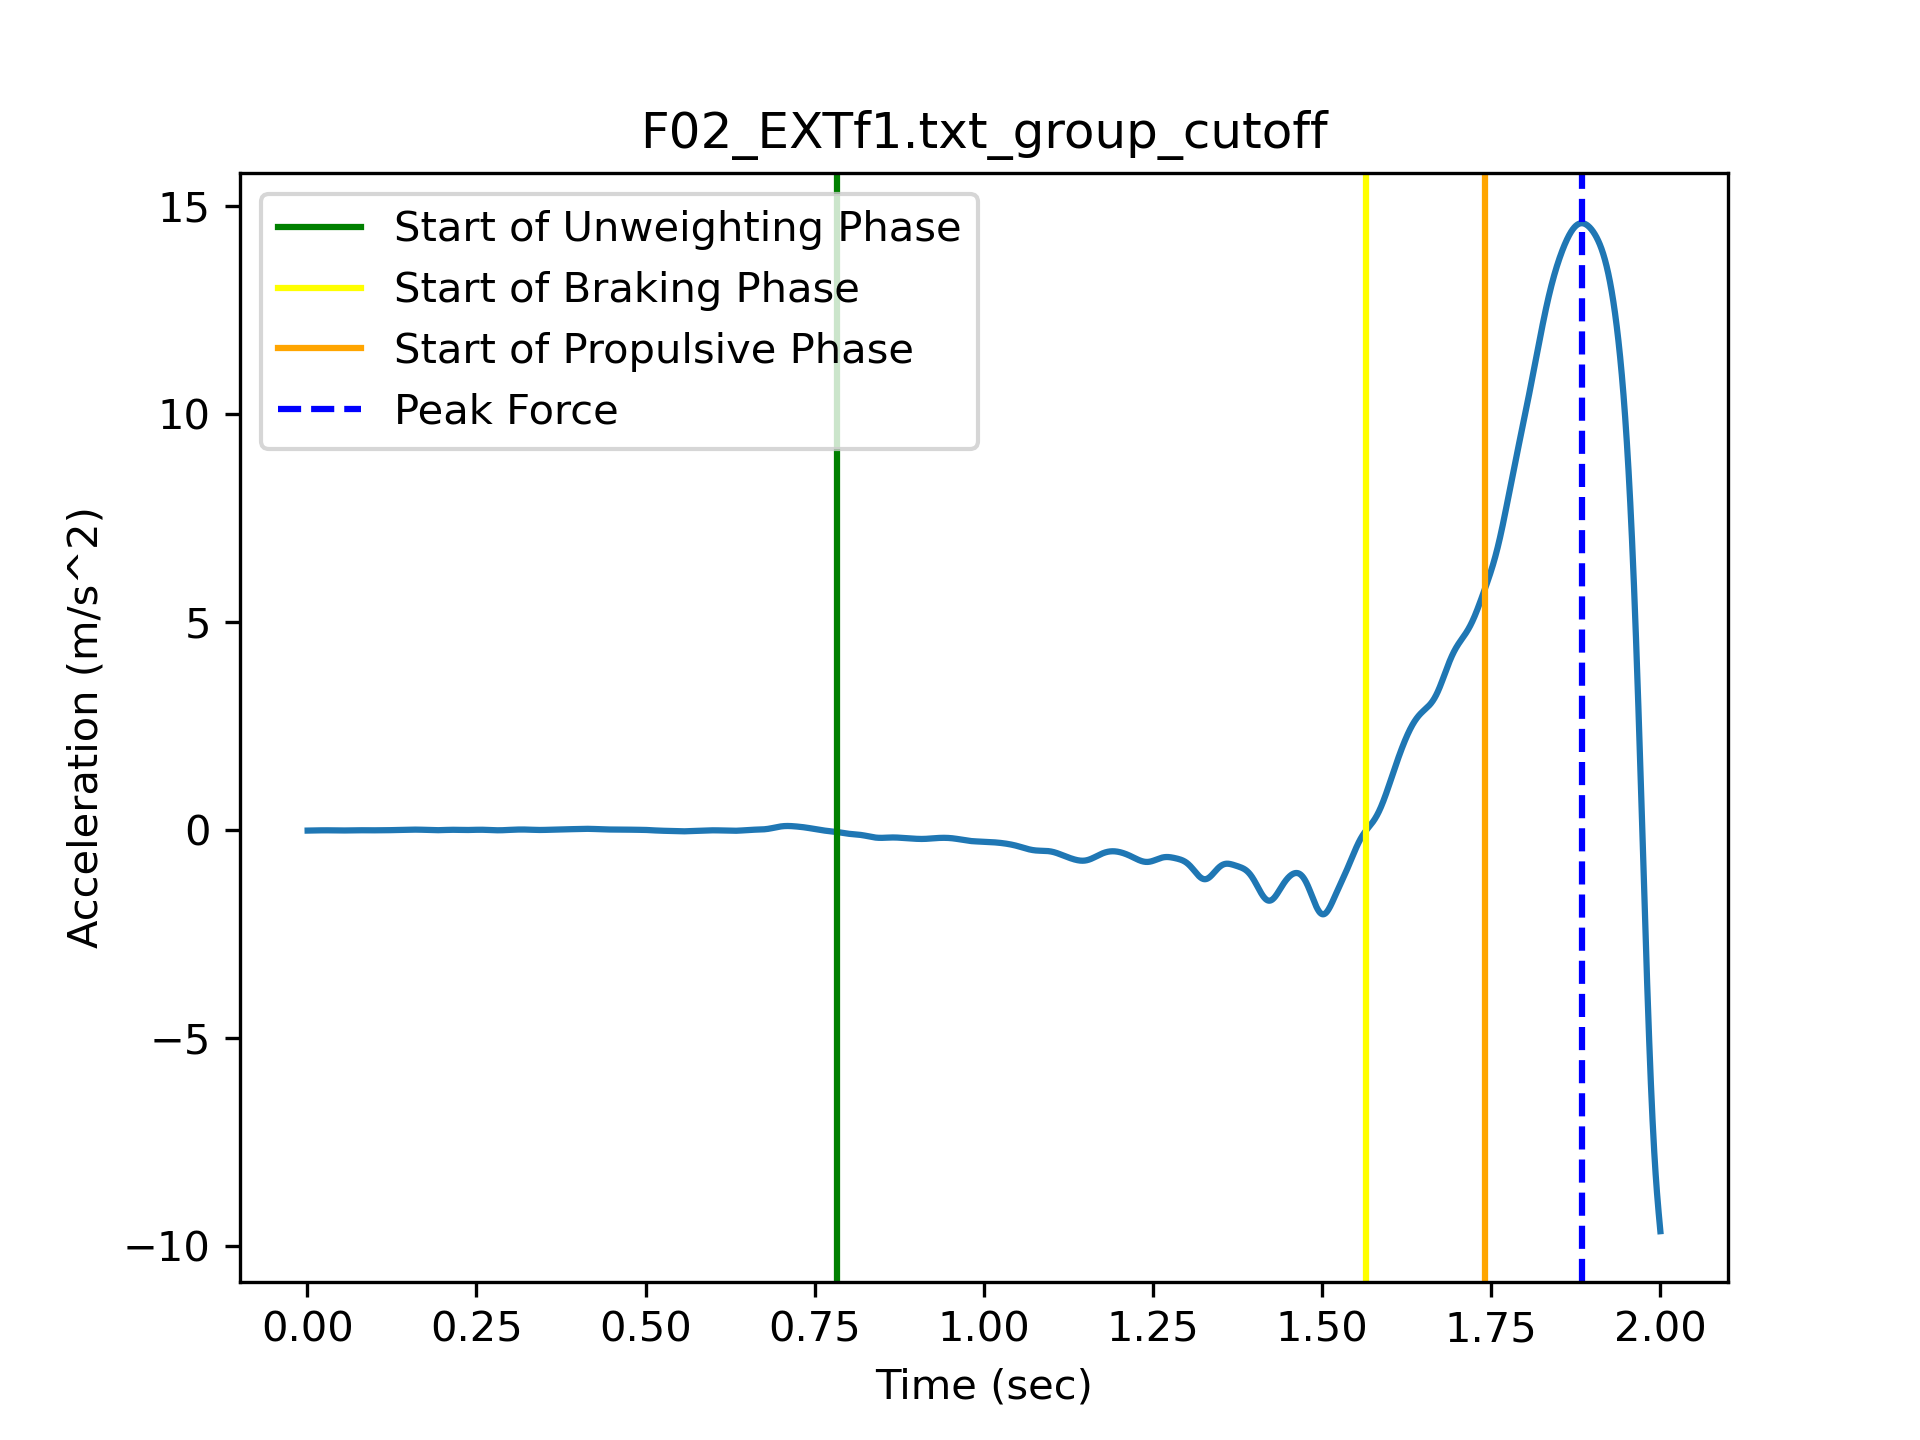 F02_EXTf1.txt_group_cutoff
Start of Unweighting Phase
Start of Braking Phase
Start of Propulsive Phase
Peak Force
15
10
5
0
−5
−10
Acceleration (m/s^2)
0.00 0.25 0.50 0.75 1.00 1.25 1.50 1.75 2.00
Time (sec)